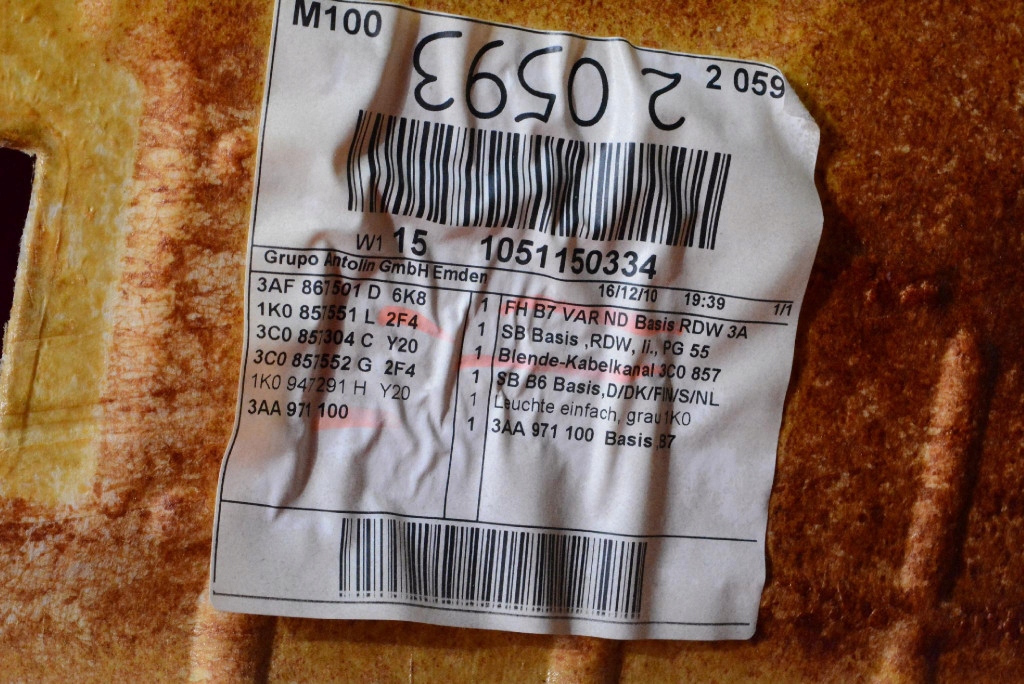 M100
2 0593
2 059
W1 15 1051150334
Grupo Antolin GmbH Emden 16/12/10 19:39 1/1
3AF 867501 D 6K8 1 FH B7 VAR ND Basis RDW 3A
1K0 857551 L 2F4 1 SB Basis ,RDW, li., PG 55
3C0 857304 C Y20 1 Blende-Kabelkanal 3C0 857
3C0 857552 G 2F4 1 SB B6 Basis,D/DK/FIN/S/NL
1K0 947291 H Y20 1 Leuchte einfach, grau 1K0
3AA 971 100 1 3AA 971 100 Basis B7